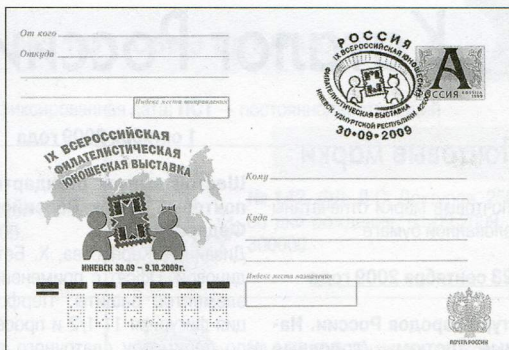 От кого
Откуда
Индекс места отправления
РОССИЯ
IX ВСЕРОССИЙСКАЯ ЮНОШЕСКАЯ
ФИЛАТЕЛИСТИЧЕСКАЯ ВЫСТАВКА
ИЖЕВСК УДМУРТСКОЙ РЕСПУБЛИКИ
30•09•2009
А
РОССИЯ
IX ВСЕРОССИЙСКАЯ
ФИЛАТЕЛИСТИЧЕСКАЯ
ЮНОШЕСКАЯ ВЫСТАВКА
ИЖЕВСК 30.09 – 9.10.2009г.
Кому
Куда
Индекс места назначения
ПОЧТА РОССИИ